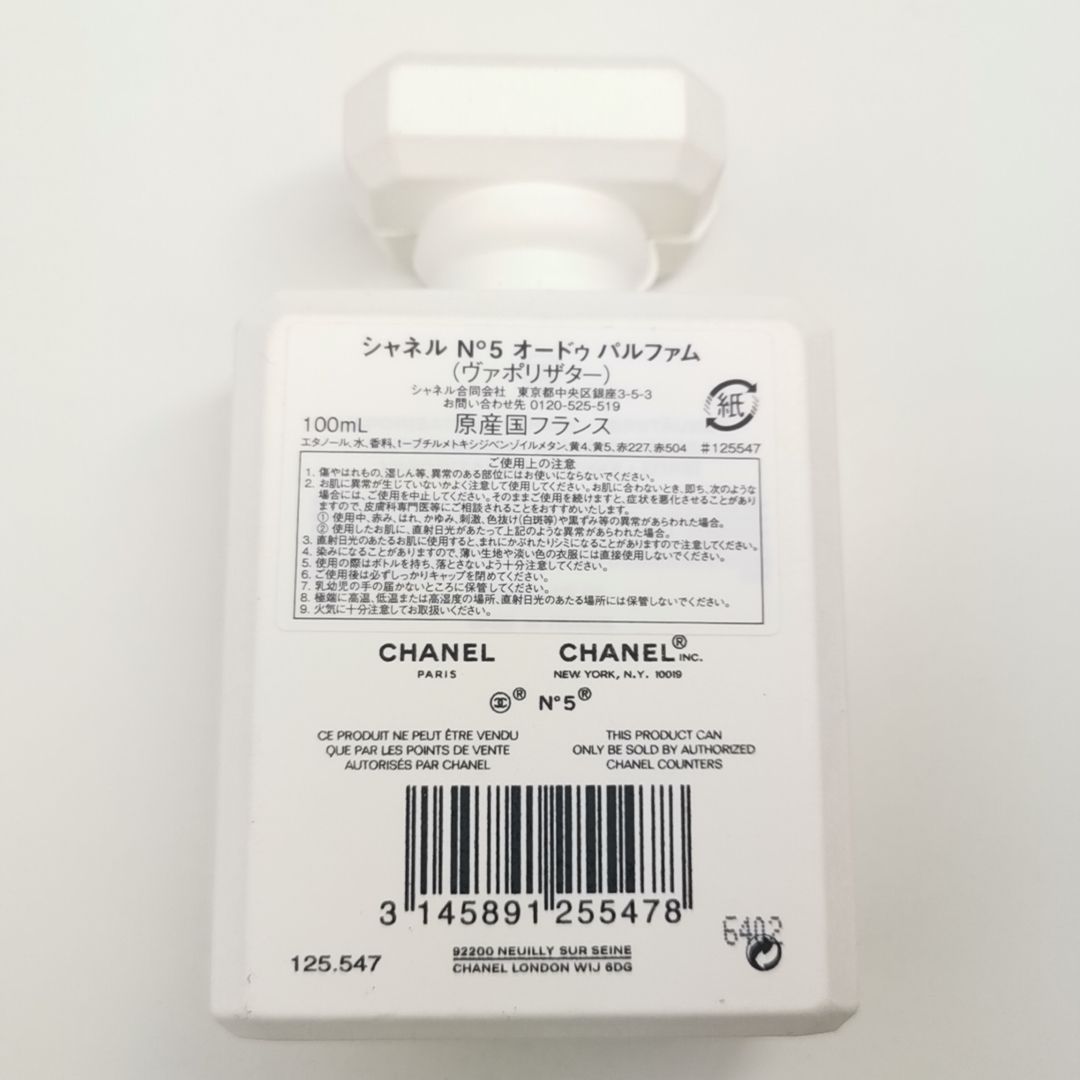 シャネル N°5 オードゥ パルファム
(ヴァポリザター)
シャネル合同会社 東京都中央区銀座3-5-3
お問い合わせ先 0120-525-519
紙
100mL 原産国フランス
エタノール、水、香料、t-ブチルメトキシジベンゾイルメタン、黄4、黄5、赤227、赤504 #125547
ご使用上の注意
1. 傷やはれもの、湿しん等、異常のある部位にはお使いにならないでください。
2. お肌に異常が生じていないかよく注意して使用してください。お肌に合わないとき、即ち、次のような
場合には、ご使用を中止してください。そのままご使用を続けますと、症状を悪化させることがあり
ますので、皮膚科専門医等にご相談されることをおすすめいたします。
① 使用中、赤み、はれ、かゆみ、刺激、色抜け(白斑等)や黒ずみ等の異常があらわれた場合。
② 使用したお肌に、直射日光があたって上記のような異常があらわれた場合。
3. 直射日光のあたるお肌に使用すると、まれにかぶれたりシミになることがありますので注意してください。
4. 染みになることがありますので、薄い生地や淡い色の衣服には直接使用しないでください。
5. 使用の際はボトルを持ち、落とさないよう十分注意してください。
6. ご使用後は必ずしっかりキャップを閉めてください。
7. 乳幼児の手の届かないところに保管してください。
8. 極端に高温、低温または高湿度の場所、直射日光のあたる場所には保管しないでください。
9. 火気に十分注意してお取扱いください。
CHANEL CHANEL® INC.
PARIS NEW YORK, N.Y. 10019
® N°5®
CE PRODUIT NE PEUT ÊTRE VENDU
QUE PAR LES POINTS DE VENTE
AUTORISÉS PAR CHANEL
THIS PRODUCT CAN
ONLY BE SOLD BY AUTHORIZED
CHANEL COUNTERS
3 145891 255478
6402
125.547
92200 NEUILLY SUR SEINE
CHANEL LONDON W1J 6DG